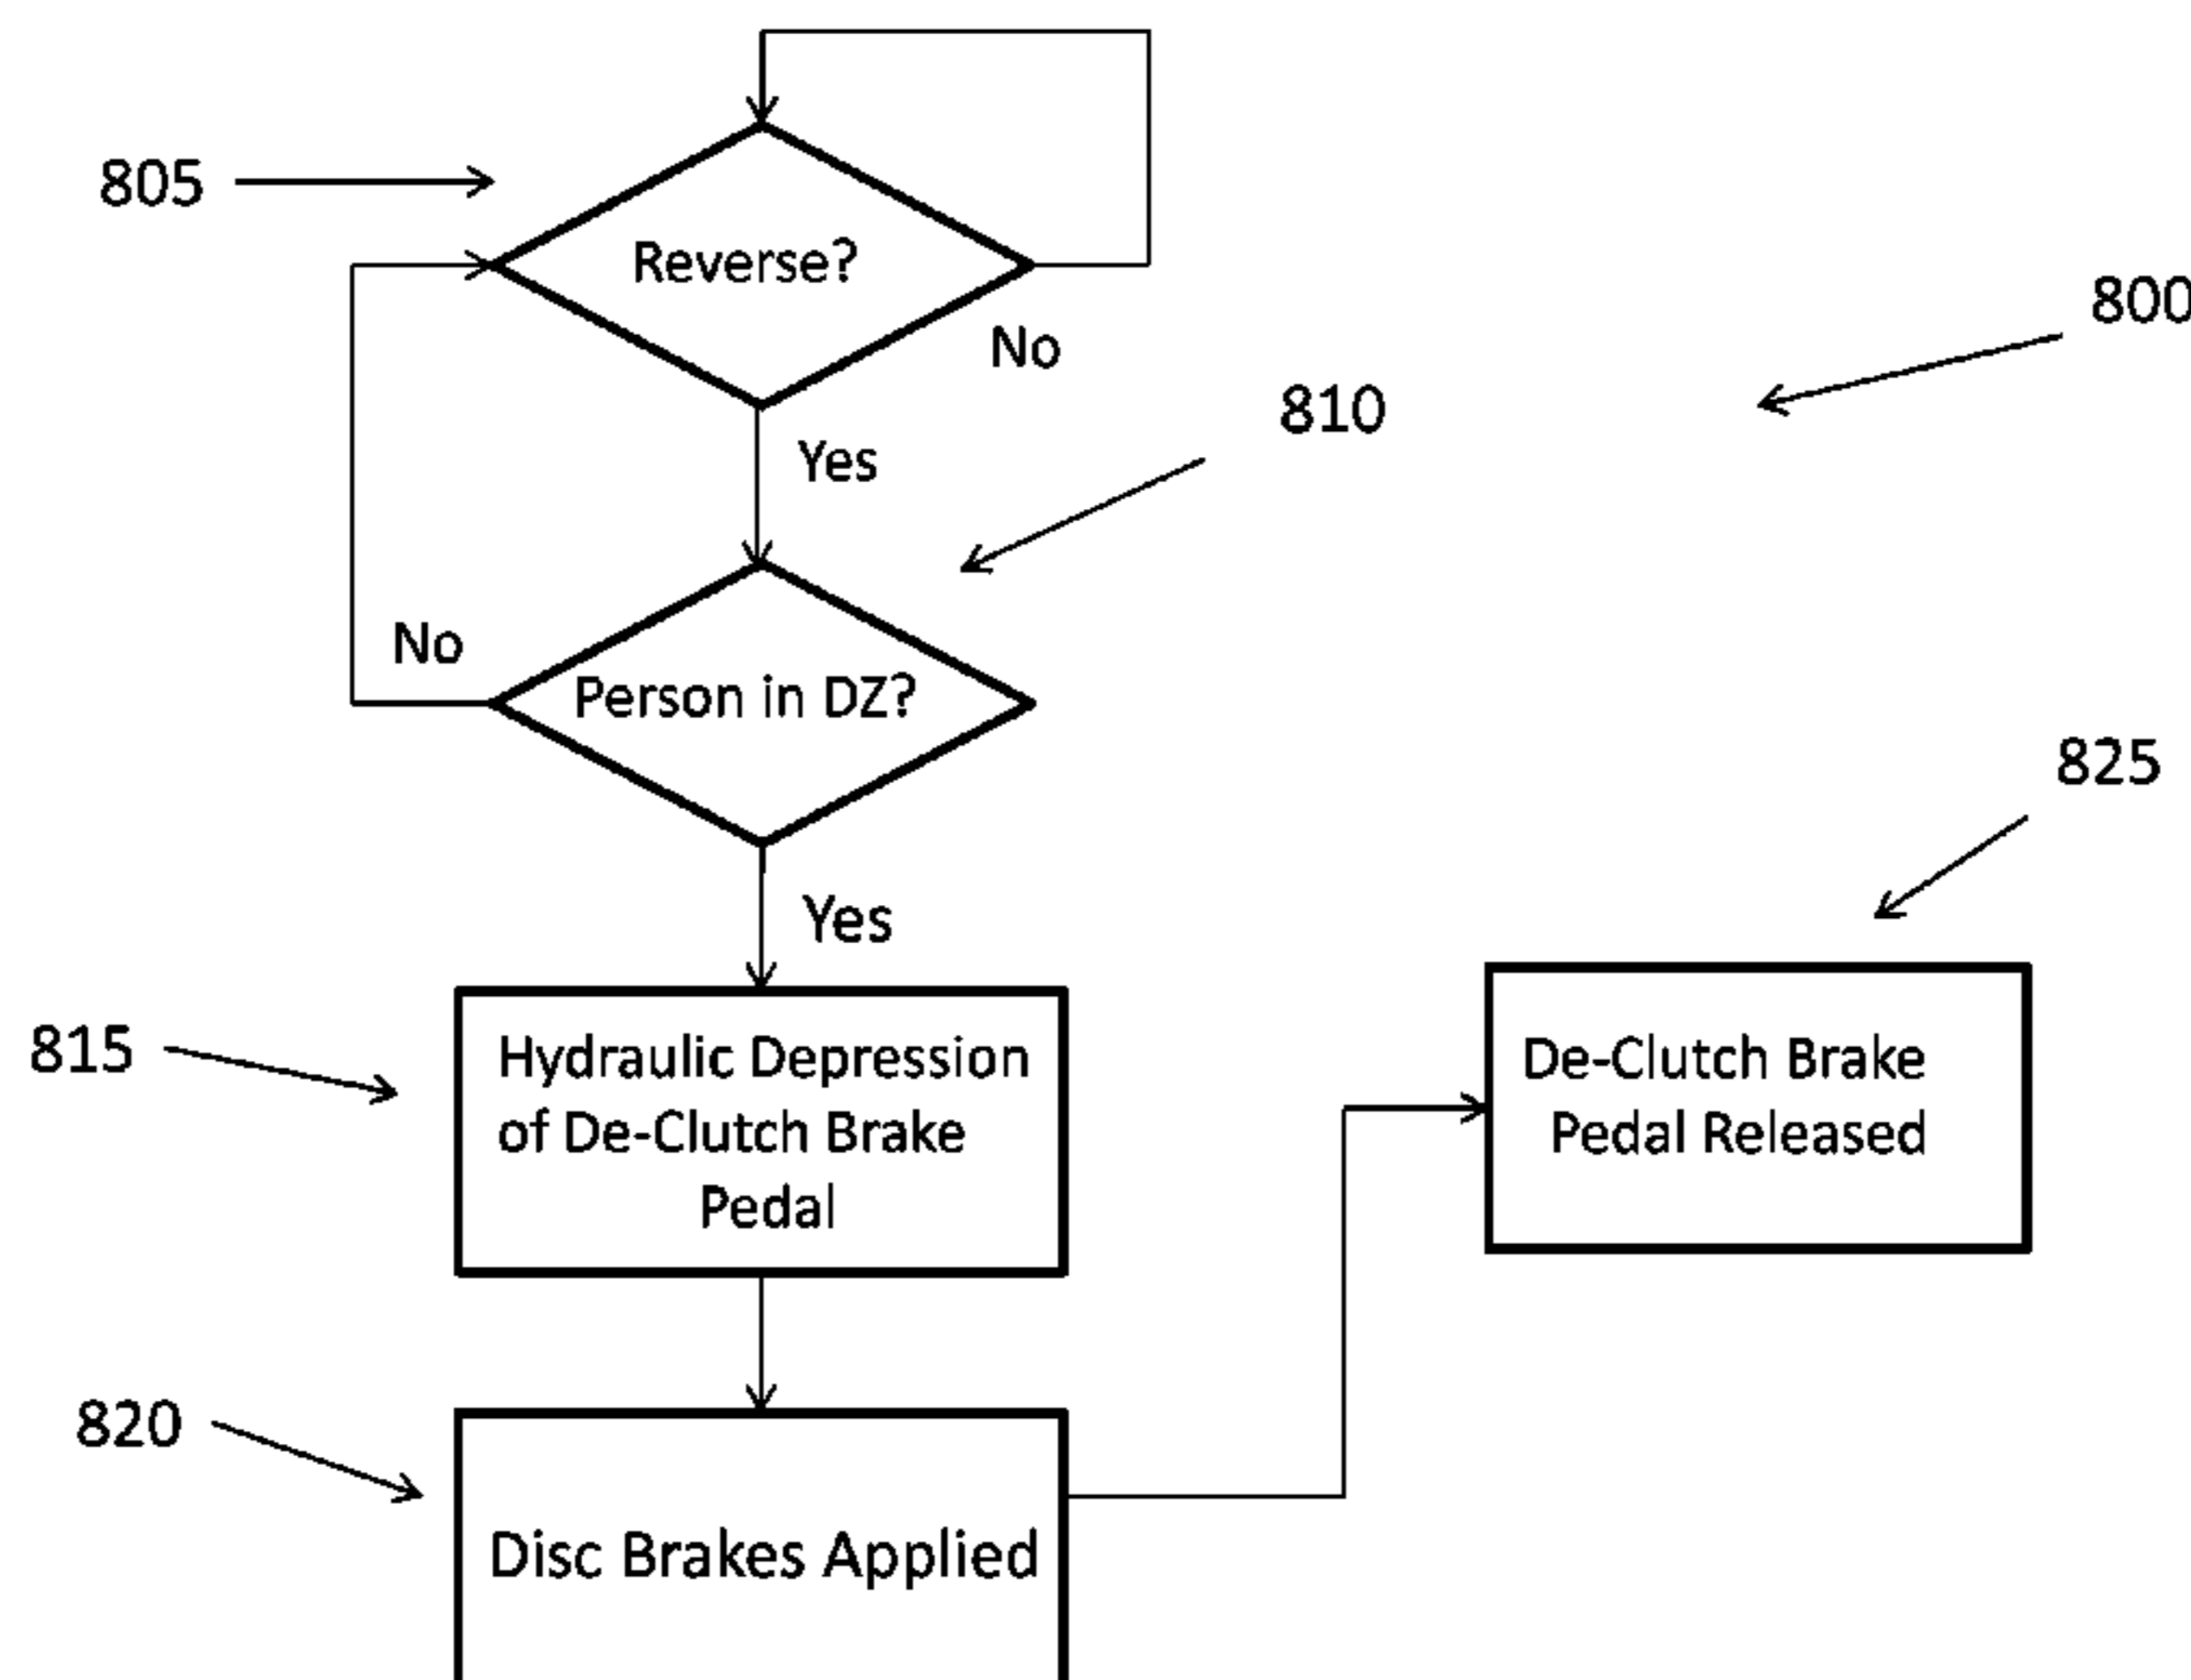 805
Reverse?
800
No
810
Yes
No
Person in DZ?
825
Yes
815
Hydraulic Depression
of De-Clutch Brake
Pedal
De-Clutch Brake
Pedal Released
820
Disc Brakes Applied